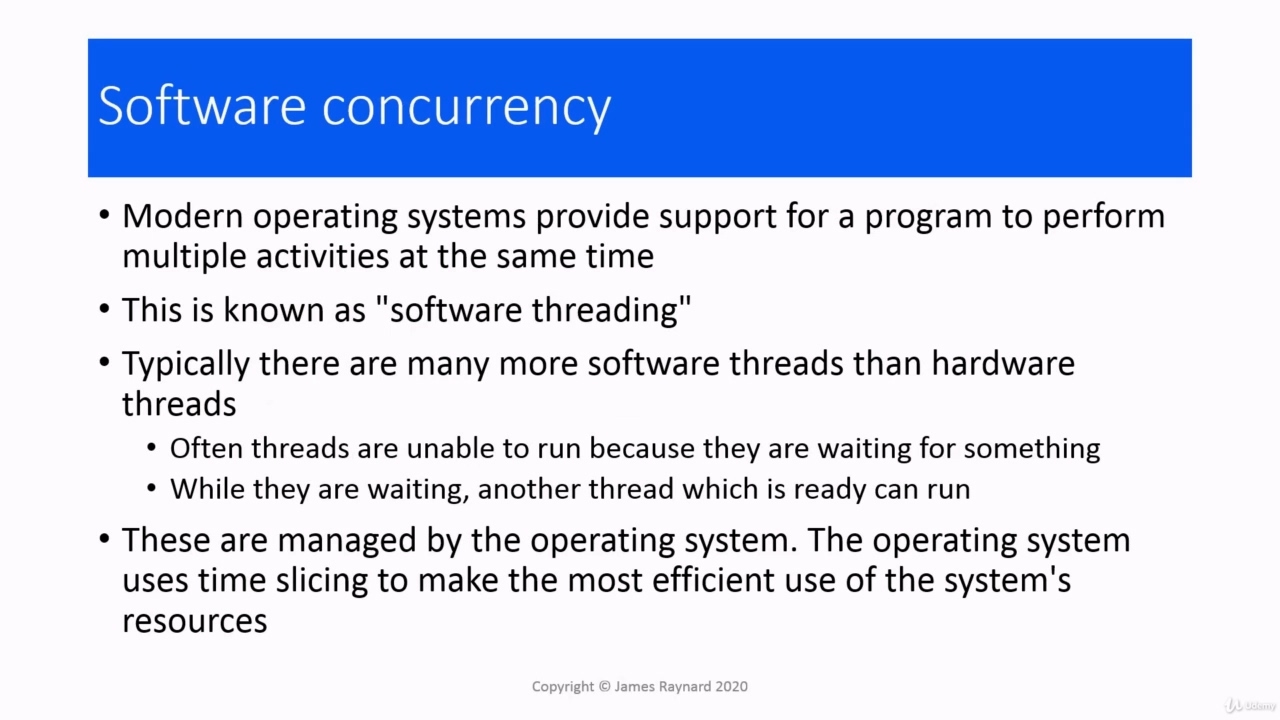 Software concurrency
• Modern operating systems provide support for a program to perform
multiple activities at the same time
• This is known as "software threading"
• Typically there are many more software threads than hardware
threads
• Often threads are unable to run because they are waiting for something
• While they are waiting, another thread which is ready can run
• These are managed by the operating system. The operating system
uses time slicing to make the most efficient use of the system's
resources
Copyright © James Raynard 2020
Udemy